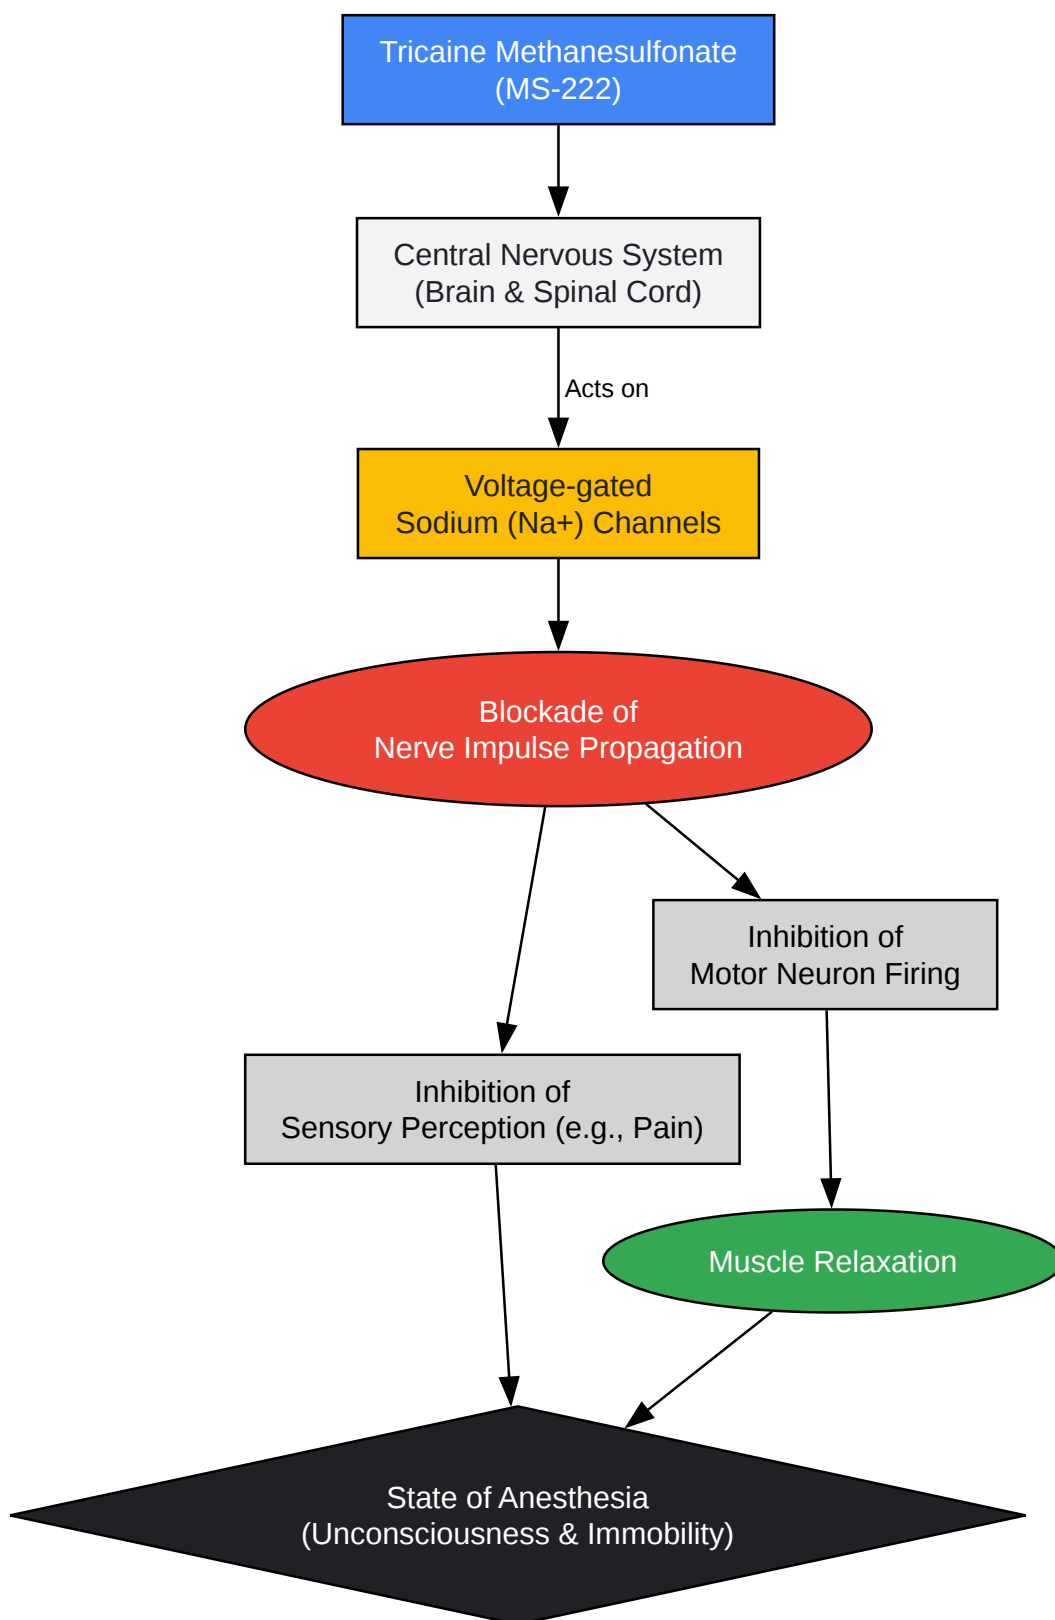 Tricaine Methanesulfonate
(MS-222)
Central Nervous System
(Brain & Spinal Cord)
Acts on
Voltage-gated
Sodium (Na+) Channels
Blockade of
Nerve Impulse Propagation
Inhibition of
Motor Neuron Firing
Inhibition of
Sensory Perception (e.g., Pain)
Muscle Relaxation
State of Anesthesia
(Unconsciousness & Immobility)